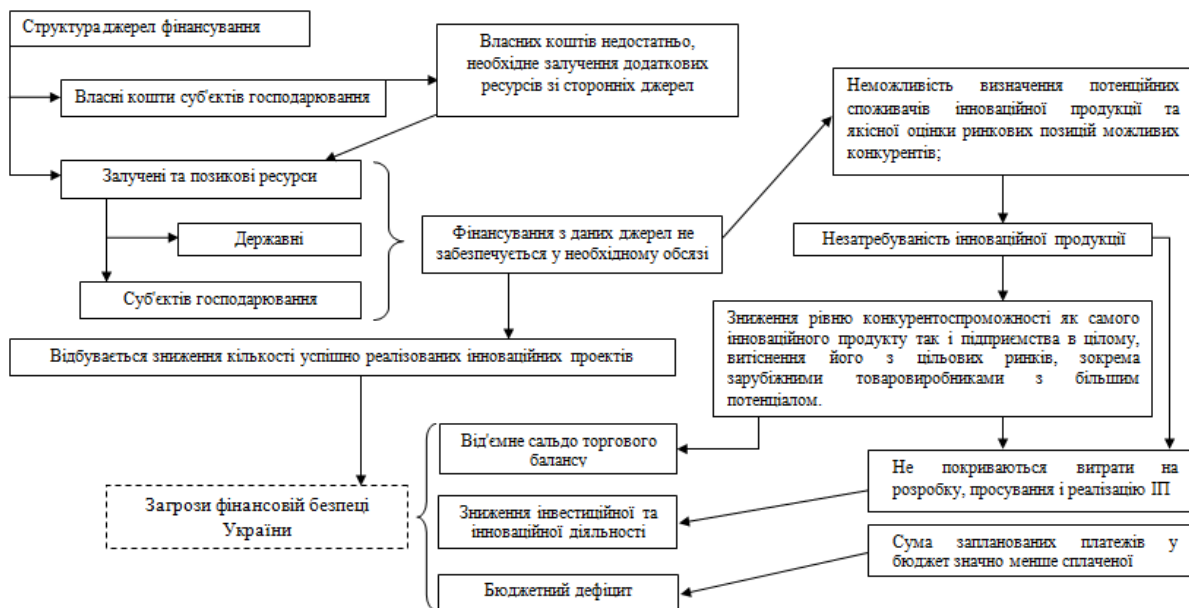 Структура джерел фінансування
Власні кошти суб'єктів господарювання
Власних коштів недостатньо,
необхідне залучення додаткових
ресурсів зі сторонніх джерел
Залучені та позикові ресурси
Державні
Суб'єктів господарювання
Фінансування з даних джерел не
забезпечується у необхідному обсязі
Неможливість визначення потенційних
споживачів інноваційної продукції та
якісної оцінки ринкових позицій можливих
конкурентів;
Незатребуваність інноваційної продукції
Зниження рівню конкурентоспроможності як самого
інноваційного продукту так і підприємства в цілому,
витіснення його з цільових ринків, зокрема
зарубіжними товаровиробниками з більшим
потенціалом.
Відбувається зниження кількості успішно реалізованих інноваційних проектів
Від'ємне сальдо торгового
балансу
Загрози фінансовій безпеці
України
Зниження інвестиційної та
інноваційної діяльності
Бюджетний дефіцит
Не покриваються витрати на
розробку, просування і реалізацію ІП
Сума запланованих платежів у
бюджет значно менше сплаченої